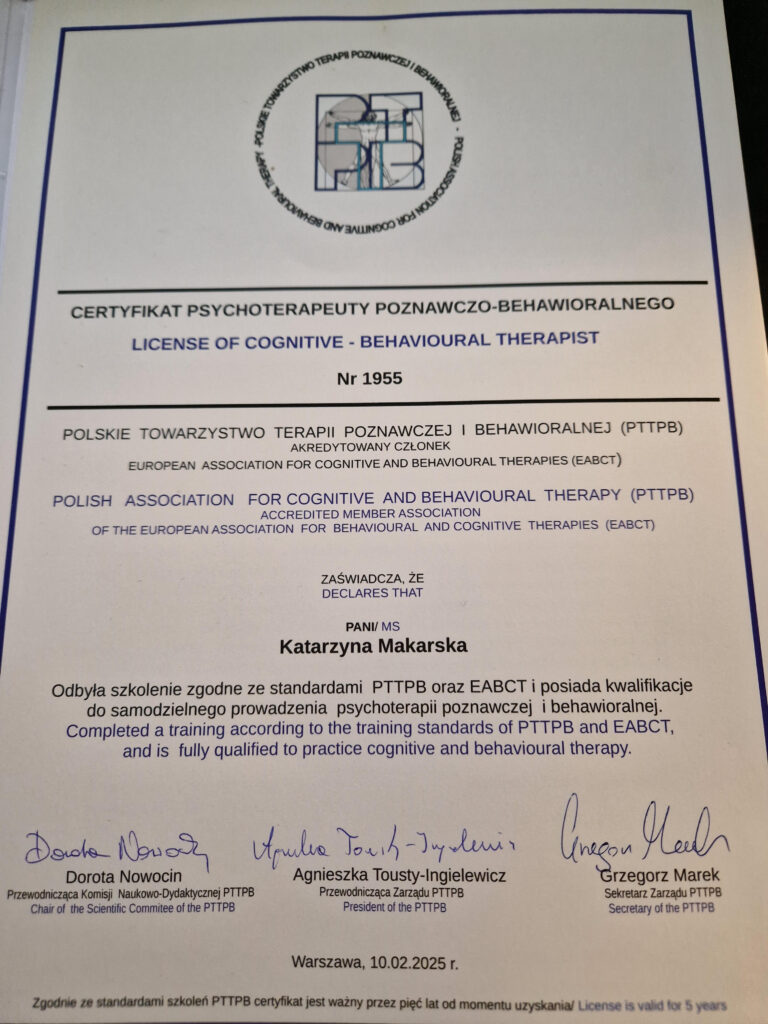 POLSKIE TOWARZYSTWO TERAPII POZNAWCZEJ I BEHAWIORALNEJ - POLISH ASSOCIATION FOR COGNITIVE AND BEHAVIOURAL THERAPY -
PTTPB
CERTYFIKAT PSYCHOTERAPEUTY POZNAWCZO-BEHAWIORALNEGO
LICENSE OF COGNITIVE - BEHAVIOURAL THERAPIST
Nr 1955
POLSKIE TOWARZYSTWO TERAPII POZNAWCZEJ I BEHAWIORALNEJ (PTTPB)
AKREDYTOWANY CZŁONEK
EUROPEAN ASSOCIATION FOR COGNITIVE AND BEHAVIOURAL THERAPIES (EABCT)
POLISH ASSOCIATION FOR COGNITIVE AND BEHAVIOURAL THERAPY (PTTPB)
ACCREDITED MEMBER ASSOCIATION
OF THE EUROPEAN ASSOCIATION FOR BEHAVIOURAL AND COGNITIVE THERAPIES (EABCT)
ZAŚWIADCZA, ŻE
DECLARES THAT
PANI/ MS
Katarzyna Makarska
Odbyła szkolenie zgodne ze standardami PTTPB oraz EABCT i posiada kwalifikacje
do samodzielnego prowadzenia psychoterapii poznawczej i behawioralnej.
Completed a training according to the training standards of PTTPB and EABCT,
and is fully qualified to practice cognitive and behavioural therapy.
Dorota Nowocin Agnieszka Tousty-Ingielewicz Grzegorz Marek
Przewodnicząca Komisji Naukowo-Dydaktycznej PTTPB Przewodnicząca Zarządu PTTPB Sekretarz Zarządu PTTPB
Chair of the Scientific Commitee of the PTTPB President of the PTTPB Secretary of the PTTPB
Warszawa, 10.02.2025 r.
Zgodnie ze standardami szkoleń PTTPB certyfikat jest ważny przez pięć lat od momentu uzyskania/ License is valid for 5 years